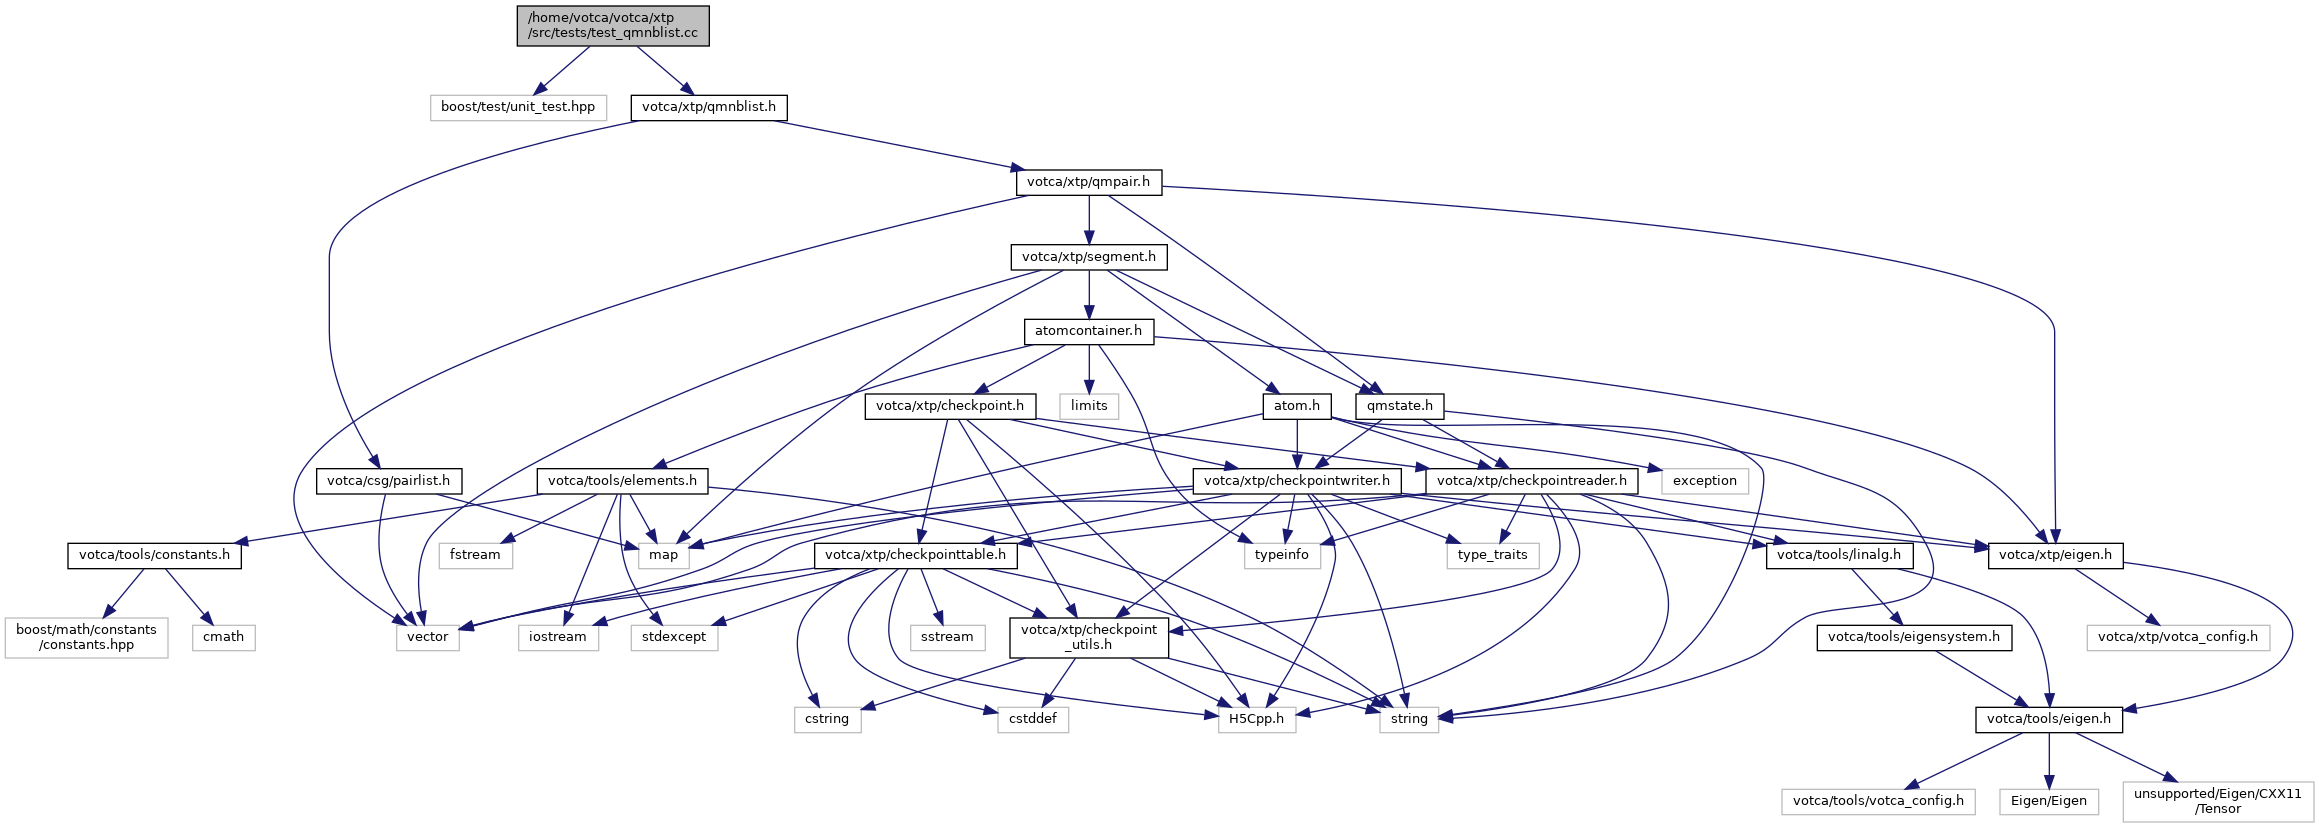 /home/votca/votca/xtp
/src/tests/test_qmnblist.cc
boost/test/unit_test.hpp
votca/xtp/qmnblist.h
votca/xtp/qmpair.h
votca/xtp/segment.h
atomcontainer.h
votca/xtp/checkpoint.h
limits
atom.h
qmstate.h
votca/csg/pairlist.h
votca/tools/elements.h
votca/xtp/checkpointwriter.h
votca/xtp/checkpointreader.h
exception
votca/tools/constants.h
fstream
map
votca/xtp/checkpointtable.h
typeinfo
type_traits
votca/tools/linalg.h
votca/xtp/eigen.h
boost/math/constants
/constants.hpp
cmath
vector
iostream
stdexcept
sstream
votca/xtp/checkpoint
_utils.h
votca/tools/eigensystem.h
votca/xtp/votca_config.h
cstring
cstddef
H5Cpp.h
string
votca/tools/eigen.h
votca/tools/votca_config.h
Eigen/Eigen
unsupported/Eigen/CXX11
/Tensor